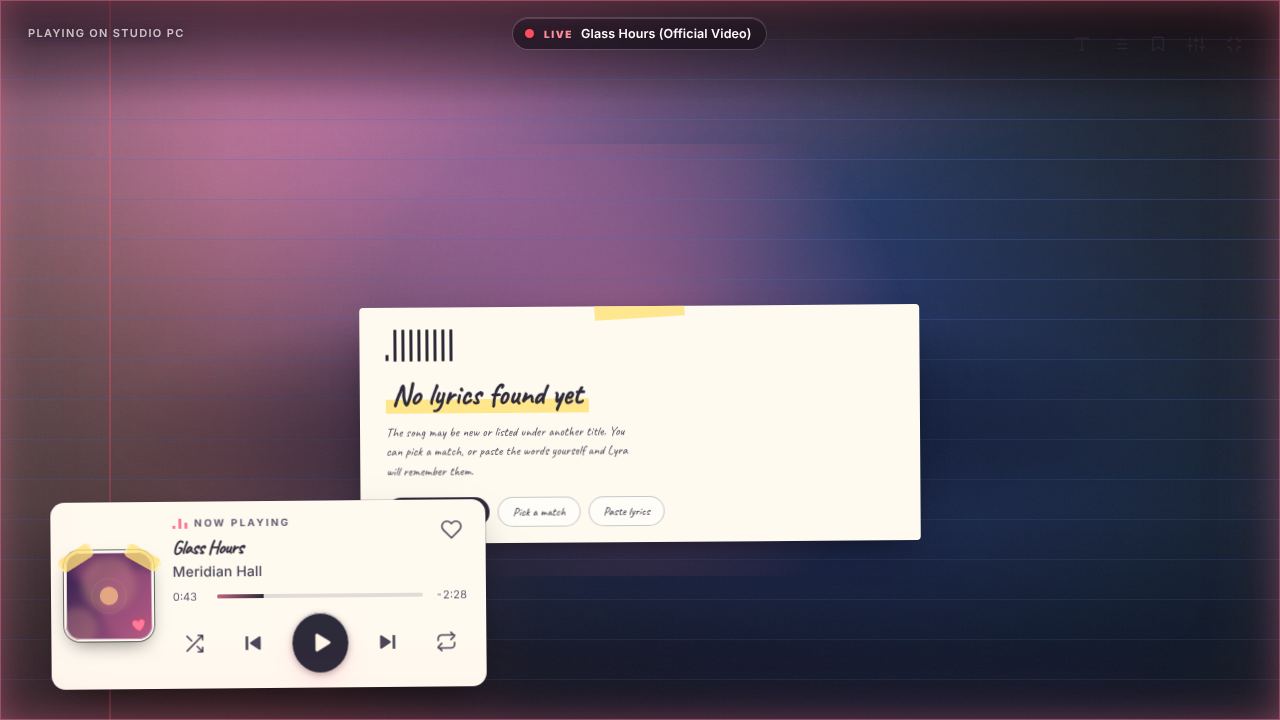 PLAYING ON STUDIO PC
LIVE Glass Hours (Official Video)
No lyrics found yet
The song may be new or listed under another title. You
can pick a match, or paste the words yourself and Lyra
will remember them.
Pick a match
Paste lyrics
NOW PLAYING
Glass Hours
Meridian Hall
0:43
-2:28